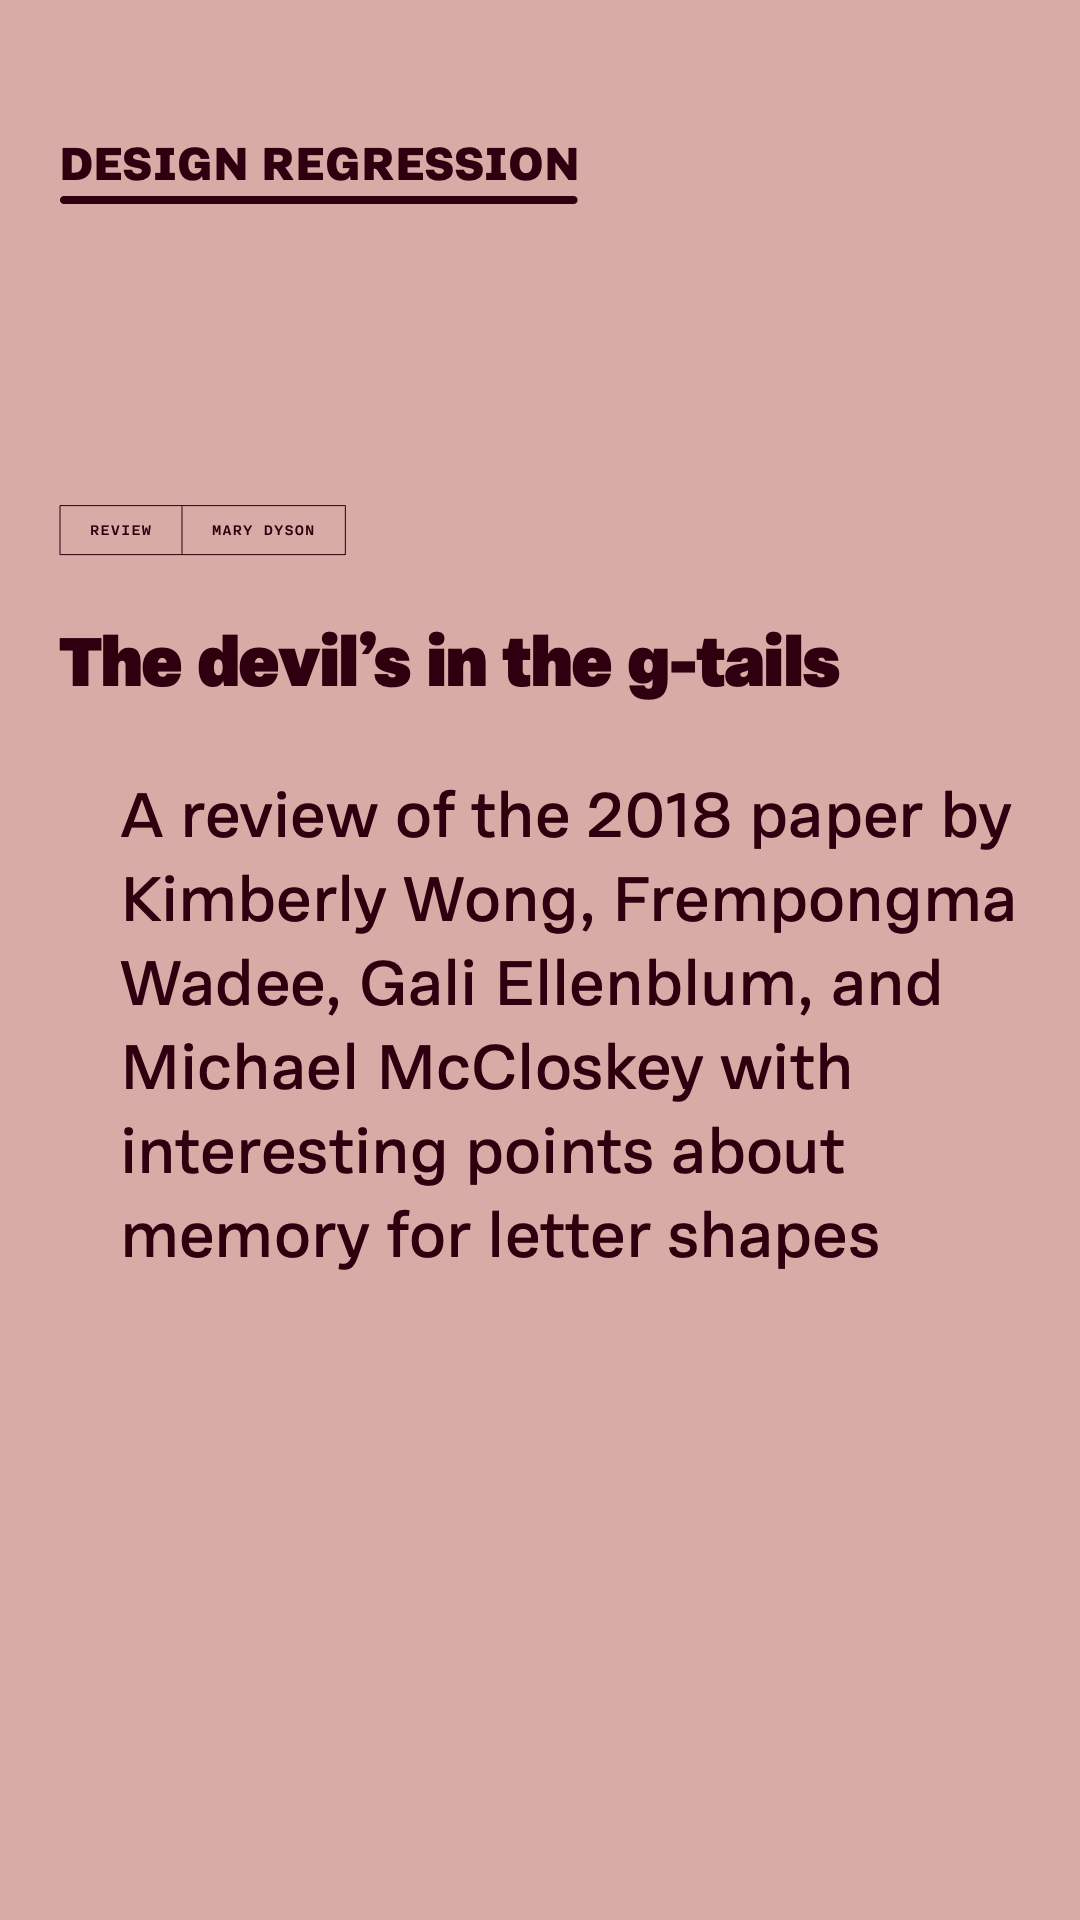 DESIGN REGRESSION
REVIEW MARY DYSON
The devil’s in the g-tails
A review of the 2018 paper by
Kimberly Wong, Frempongma
Wadee, Gali Ellenblum, and
Michael McCloskey with
interesting points about
memory for letter shapes